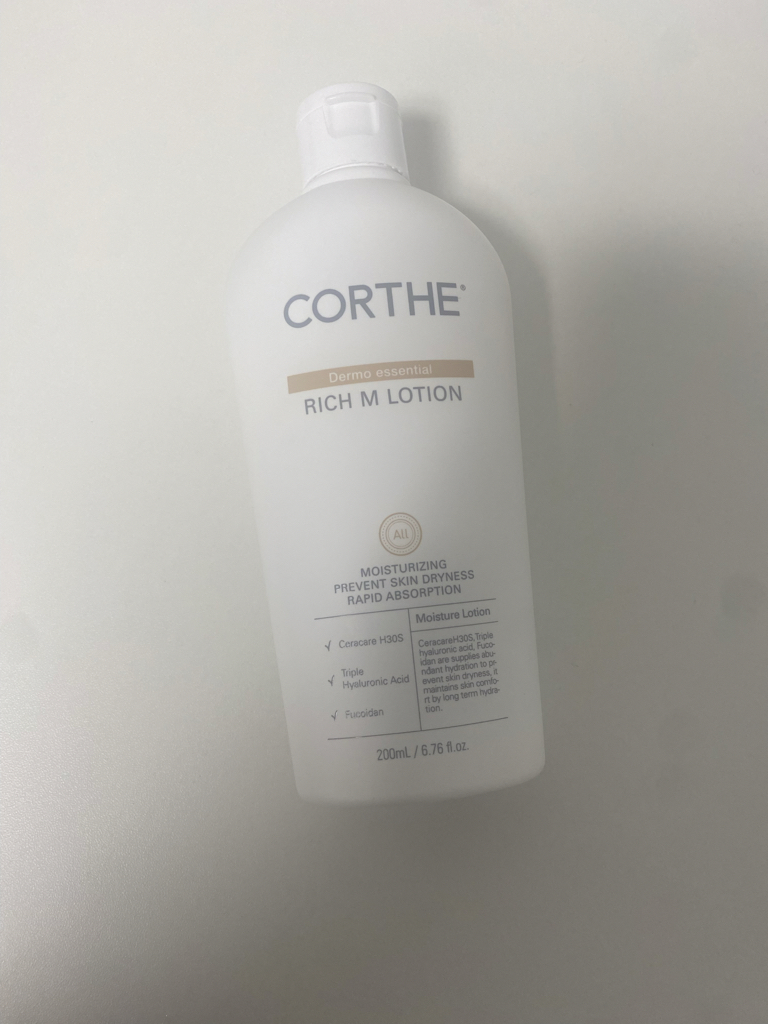 CORTHE®
Dermo essential
RICH M LOTION
All
MOISTURIZING
PREVENT SKIN DRYNESS
RAPID ABSORPTION
✓ Ceracare H30S
✓ Triple
Hyaluronic Acid
✓ Fucoidan
Moisture Lotion
CeracareH30S,Triple
hyaluronic acid, Fuco-
idan are supplies abu-
ndant hydration to pr-
event skin dryness, it
maintains skin comfo-
rt by long term hydra-
tion.
200mL / 6.76 fl.oz.